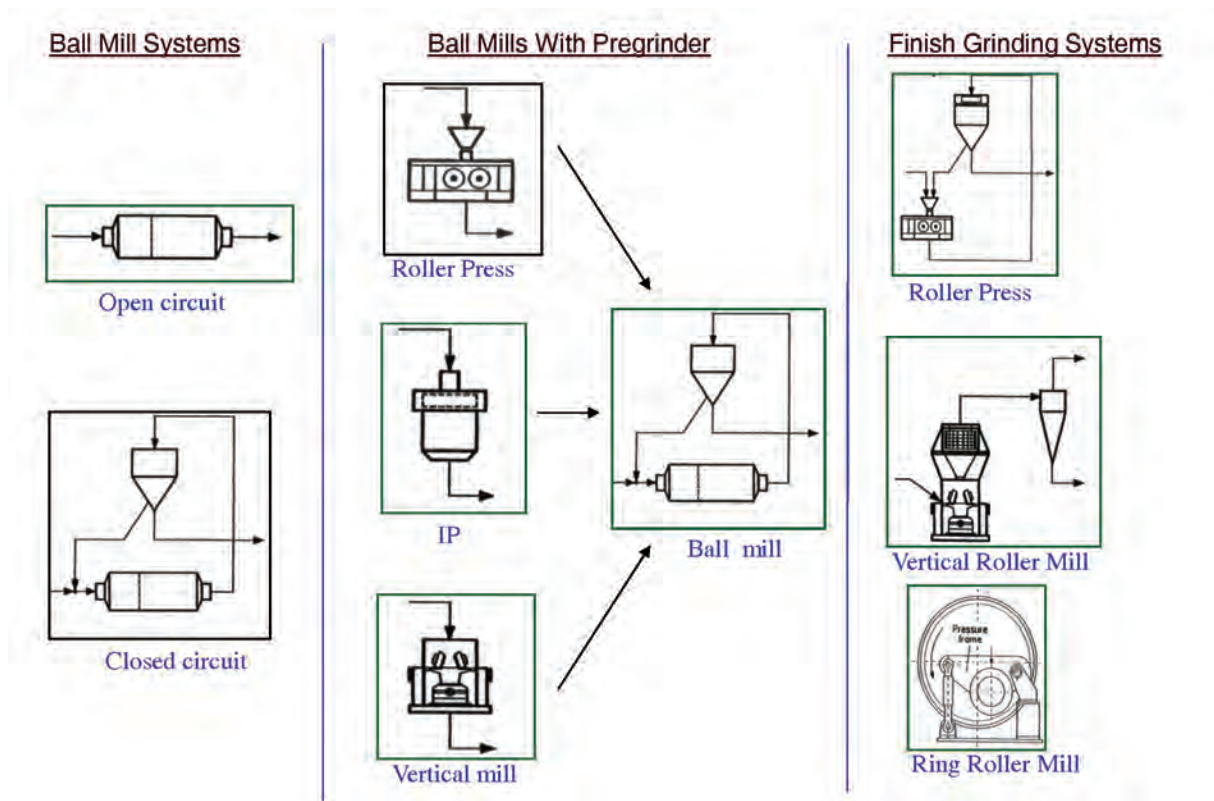 Ball Mill Systems
Open circuit
Closed circuit
Ball Mills With Pregrinder
Roller Press
IP
Vertical mill
Ball mill
Finish Grinding Systems
Roller Press
Vertical Roller Mill
Pressure
frame
Ring Roller Mill